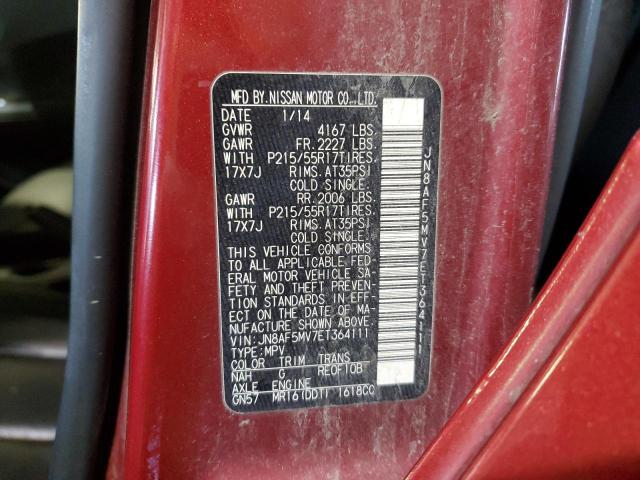 MFD BY.NISSAN MOTOR CO.,LTD.
DATE 1/14
GVWR 4167 LBS.
GAWR FR.2227 LBS.
WITH P215/55R17TIRES.
17X7J RIMS.AT35PSI
COLD SINGLE.
GAWR RR.2006 LBS.
WITH P215/55R17TIRES.
17X7J RIMS.AT35PSI
COLD SINGLE.
THIS VEHICLE CONFORMS
TO ALL APPLICABLE FED-
ERAL MOTOR VEHICLE SA-
FETY AND THEFT PREVEN-
TION STANDARDS IN EFF-
ECT ON THE DATE OF MA-
NUFACTURE SHOWN ABOVE.
VIN:JN8AF5MV7ET364111
TYPE:MPV
COLOR TRIM TRANS
NAH G RE0F10B
AXLE ENGINE
GN57 MR16(DDT) 1618CC
JN8AF5MV7ET364111